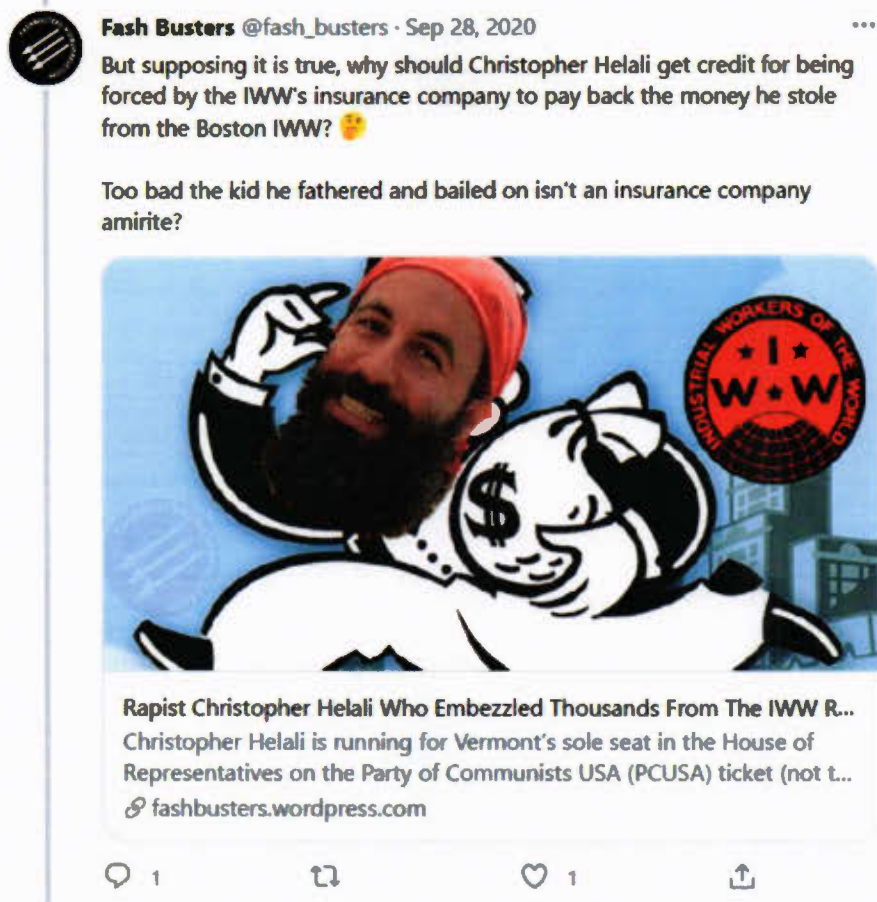 Fash Busters @fash_busters · Sep 28, 2020
But supposing it is true, why should Christopher Helali get credit for being
forced by the IWW's insurance company to pay back the money he stole
from the Boston IWW? 🤔
Too bad the kid he fathered and bailed on isn't an insurance company
amirite?
INDUSTRIAL WORKERS OF THE WORLD
I
W W
$
Rapist Christopher Helali Who Embezzled Thousands From The IWW R...
Christopher Helali is running for Vermont's sole seat in the House of
Representatives on the Party of Communists USA (PCUSA) ticket (not t...
fashbusters.wordpress.com
1
1